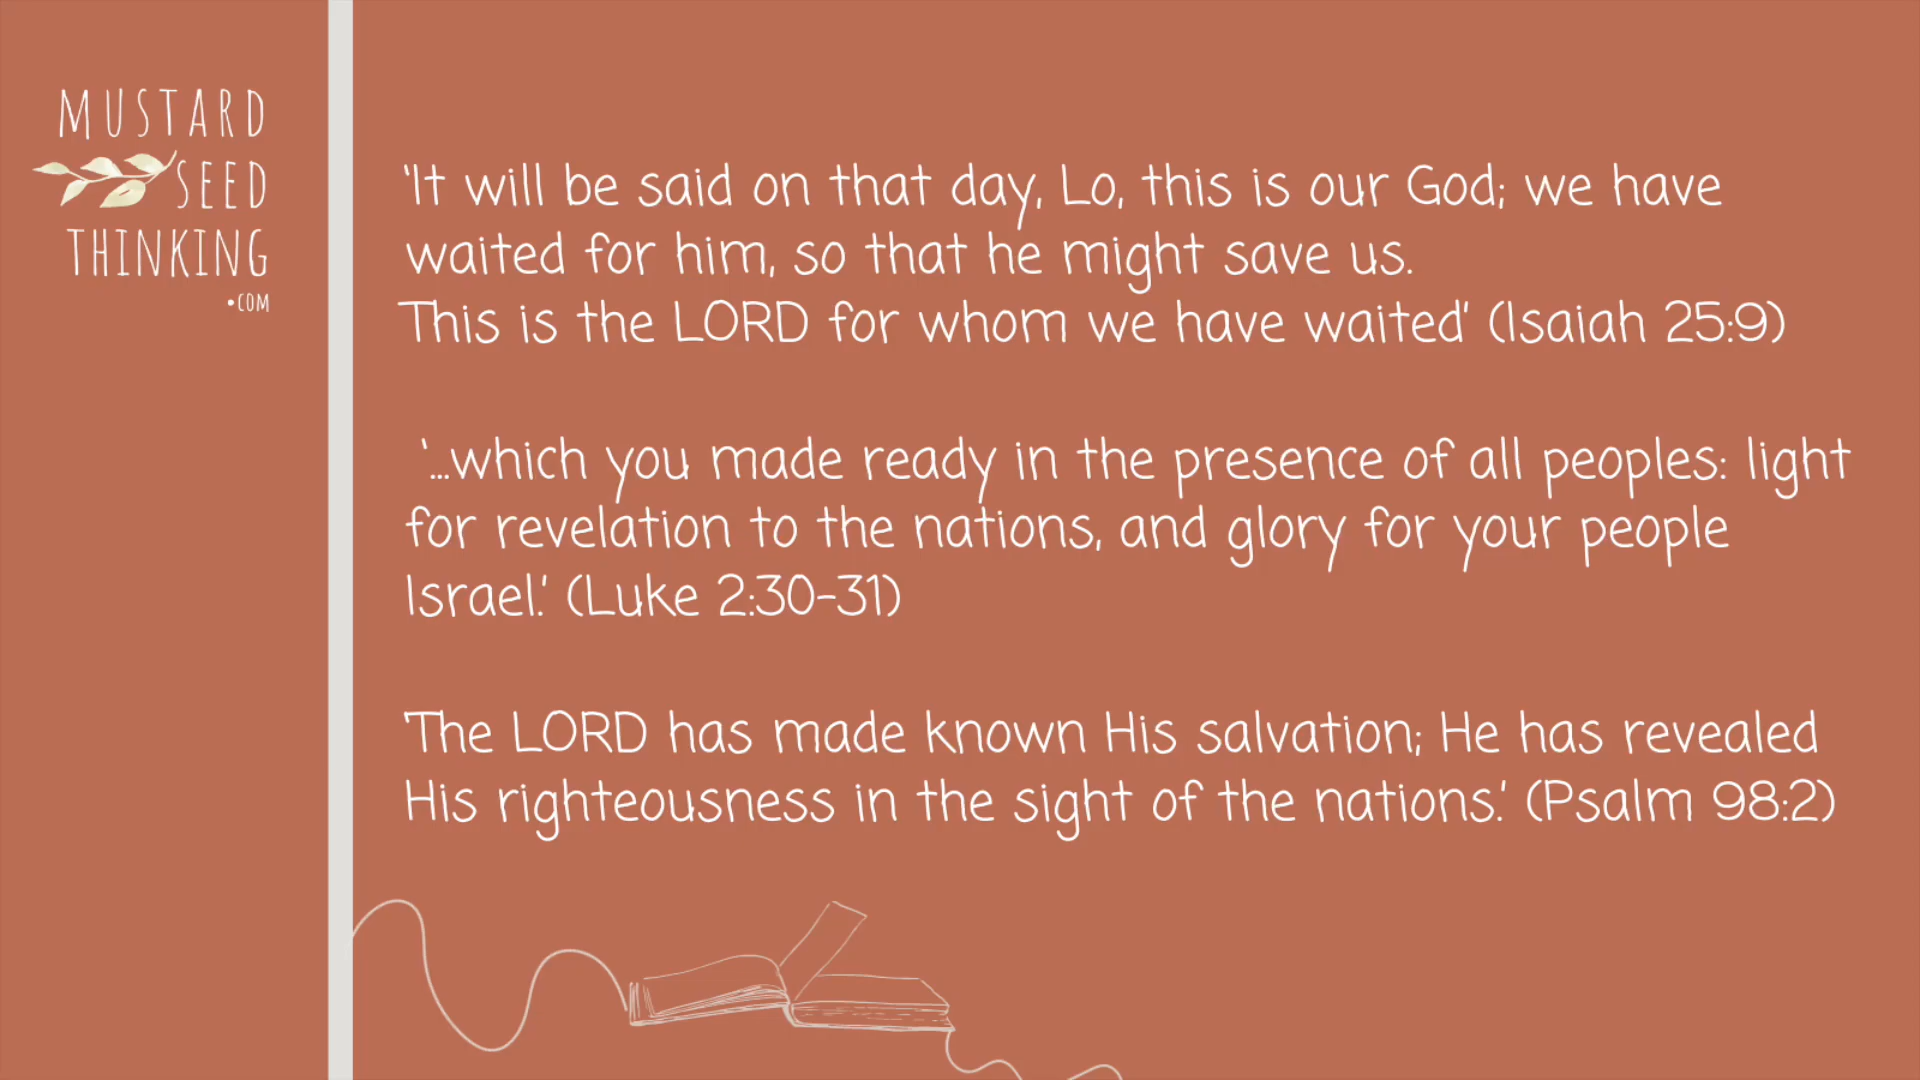 MUSTARD
SEED
THINKING
•COM
'It will be said on that day, Lo, this is our God; we have
waited for him, so that he might save us.
This is the LORD for whom we have waited' (Isaiah 25:9)
'...which you made ready in the presence of all peoples: light
for revelation to the nations, and glory for your people
Israel.' (Luke 2:30-31)
'The LORD has made known His salvation; He has revealed
His righteousness in the sight of the nations.' (Psalm 98:2)